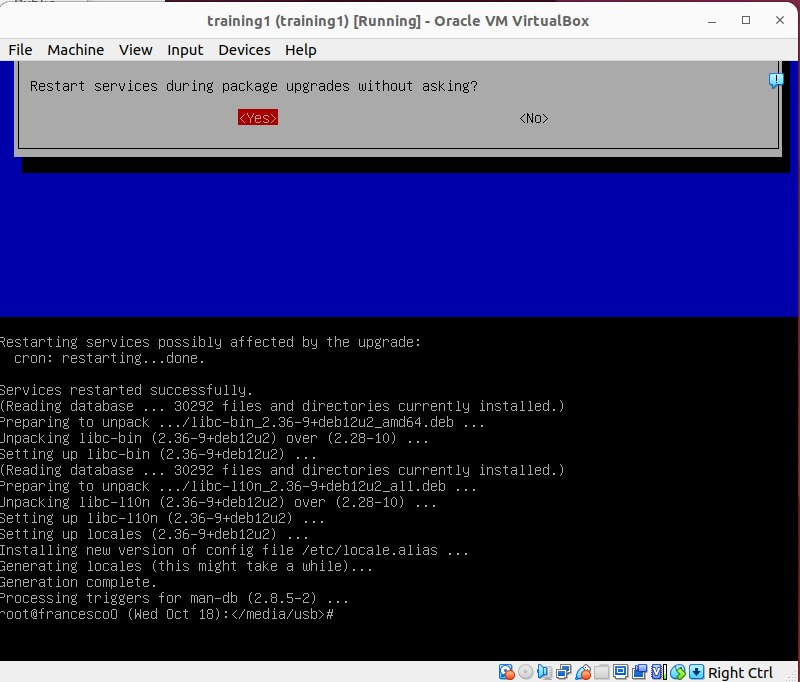 training1 (training1) [Running] - Oracle VM VirtualBox
File Machine View Input Devices Help
Restart services during package upgrades without asking?
<Yes> <No>
Restarting services possibly affected by the upgrade:
cron: restarting...done.
Services restarted successfully.
(Reading database ... 30292 files and directories currently installed.)
Preparing to unpack .../libc-bin_2.36-9+deb12u2_amd64.deb ...
Unpacking libc-bin (2.36-9+deb12u2) over (2.28-10) ...
Setting up libc-bin (2.36-9+deb12u2) ...
(Reading database ... 30292 files and directories currently installed.)
Preparing to unpack .../libc-l10n_2.36-9+deb12u2_all.deb ...
Unpacking libc-l10n (2.36-9+deb12u2) over (2.28-10) ...
Setting up libc-l10n (2.36-9+deb12u2) ...
Setting up locales (2.36-9+deb12u2) ...
Installing new version of config file /etc/locale.alias ...
Generating locales (this might take a while)...
Generation complete.
Processing triggers for man-db (2.8.5-2) ...
root@francesco0 (Wed Oct 18):</media/usb>#
Right Ctrl